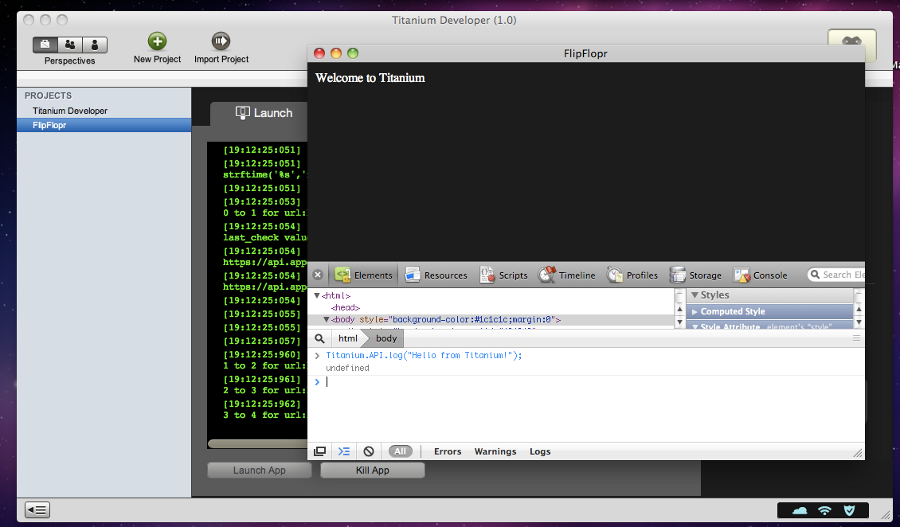 Titanium Developer (1.0)
Perspectives
New Project
Import Project
PROJECTS
Titanium Developer
FlipFlopr
Launch
[19:12:25:051]
[19:12:25:051]
strftime('%s','
[19:12:25:051]
[19:12:25:053]
0 to 1 for url:
[19:12:25:054]
last_check valu
[19:12:25:054]
https://api.app
[19:12:25:054]
https://api.app
[19:12:25:054]
[19:12:25:055]
[19:12:25:055]
[19:12:25:057]
[19:12:25:960]
1 to 2 for url:
[19:12:25:961]
2 to 3 for url:
[19:12:25:962]
3 to 4 for url:
Launch App
Kill App
FlipFlopr
Welcome to Titanium
Elements
Resources
Scripts
Timeline
Profiles
Storage
Console
Search Ele
<html>
<head>
<body style="background-color:#1c1c1c;margin:0">
Styles
Computed Style
Style Attribute element's "style"
html
body
Titanium.API.log("Hello from Titanium!");
undefined
All
Errors
Warnings
Logs